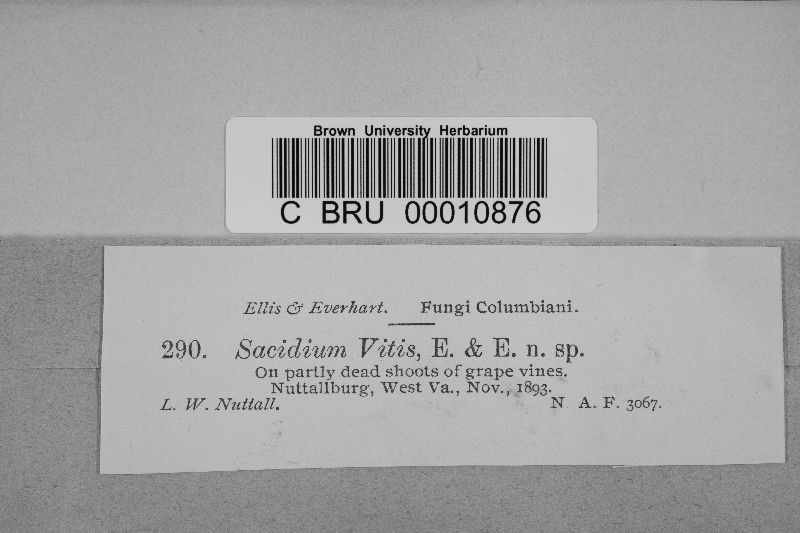 Brown University Herbarium
C BRU 00010876
Ellis & Everhart. Fungi Columbiani.
290. Sacidium Vitis, E. & E. n. sp.
On partly dead shoots of grape vines.
Nuttallburg, West Va., Nov., 1893.
L. W. Nuttall. N A. F. 3067.